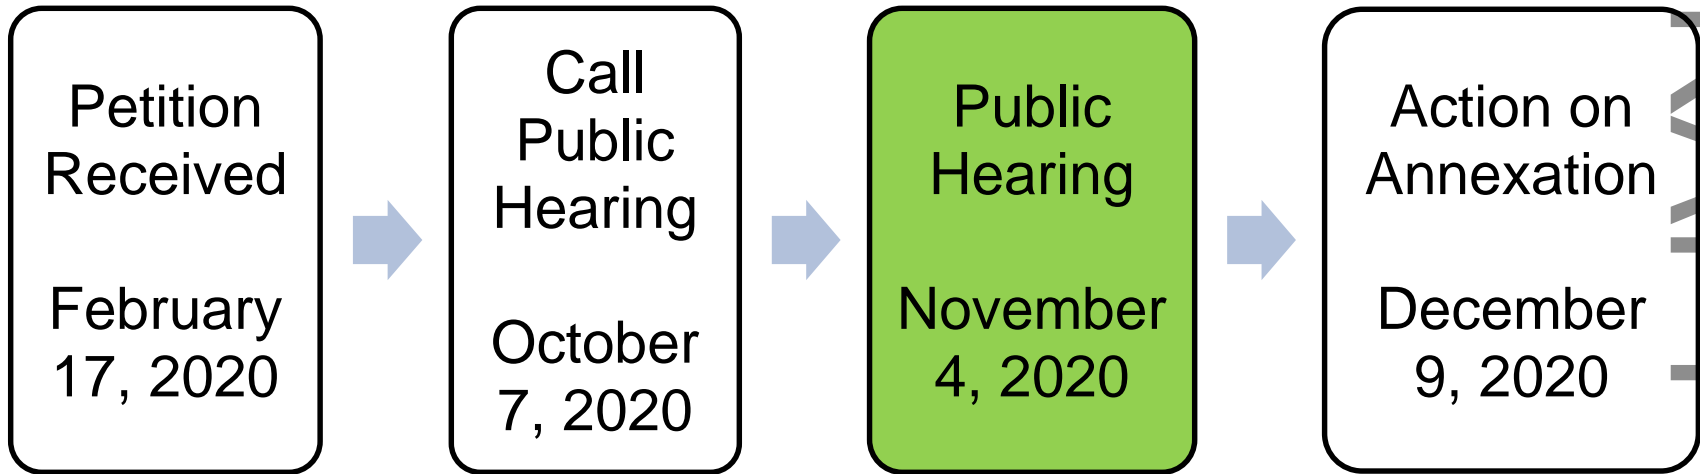 Petition
Received
February
17, 2020
Call
Public
Hearing
October
7, 2020
Public
Hearing
November
4, 2020
Action on
Annexation
December
9, 2020